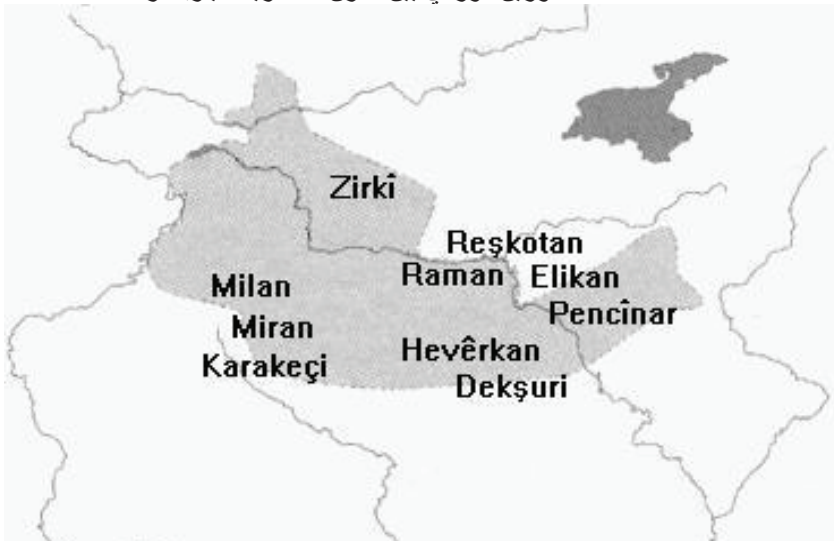 Zirkî
Reşkotan
Raman
Elikan
Milan
Pencînar
Miran
Hevêrkan
Karakeçi
Dekşuri